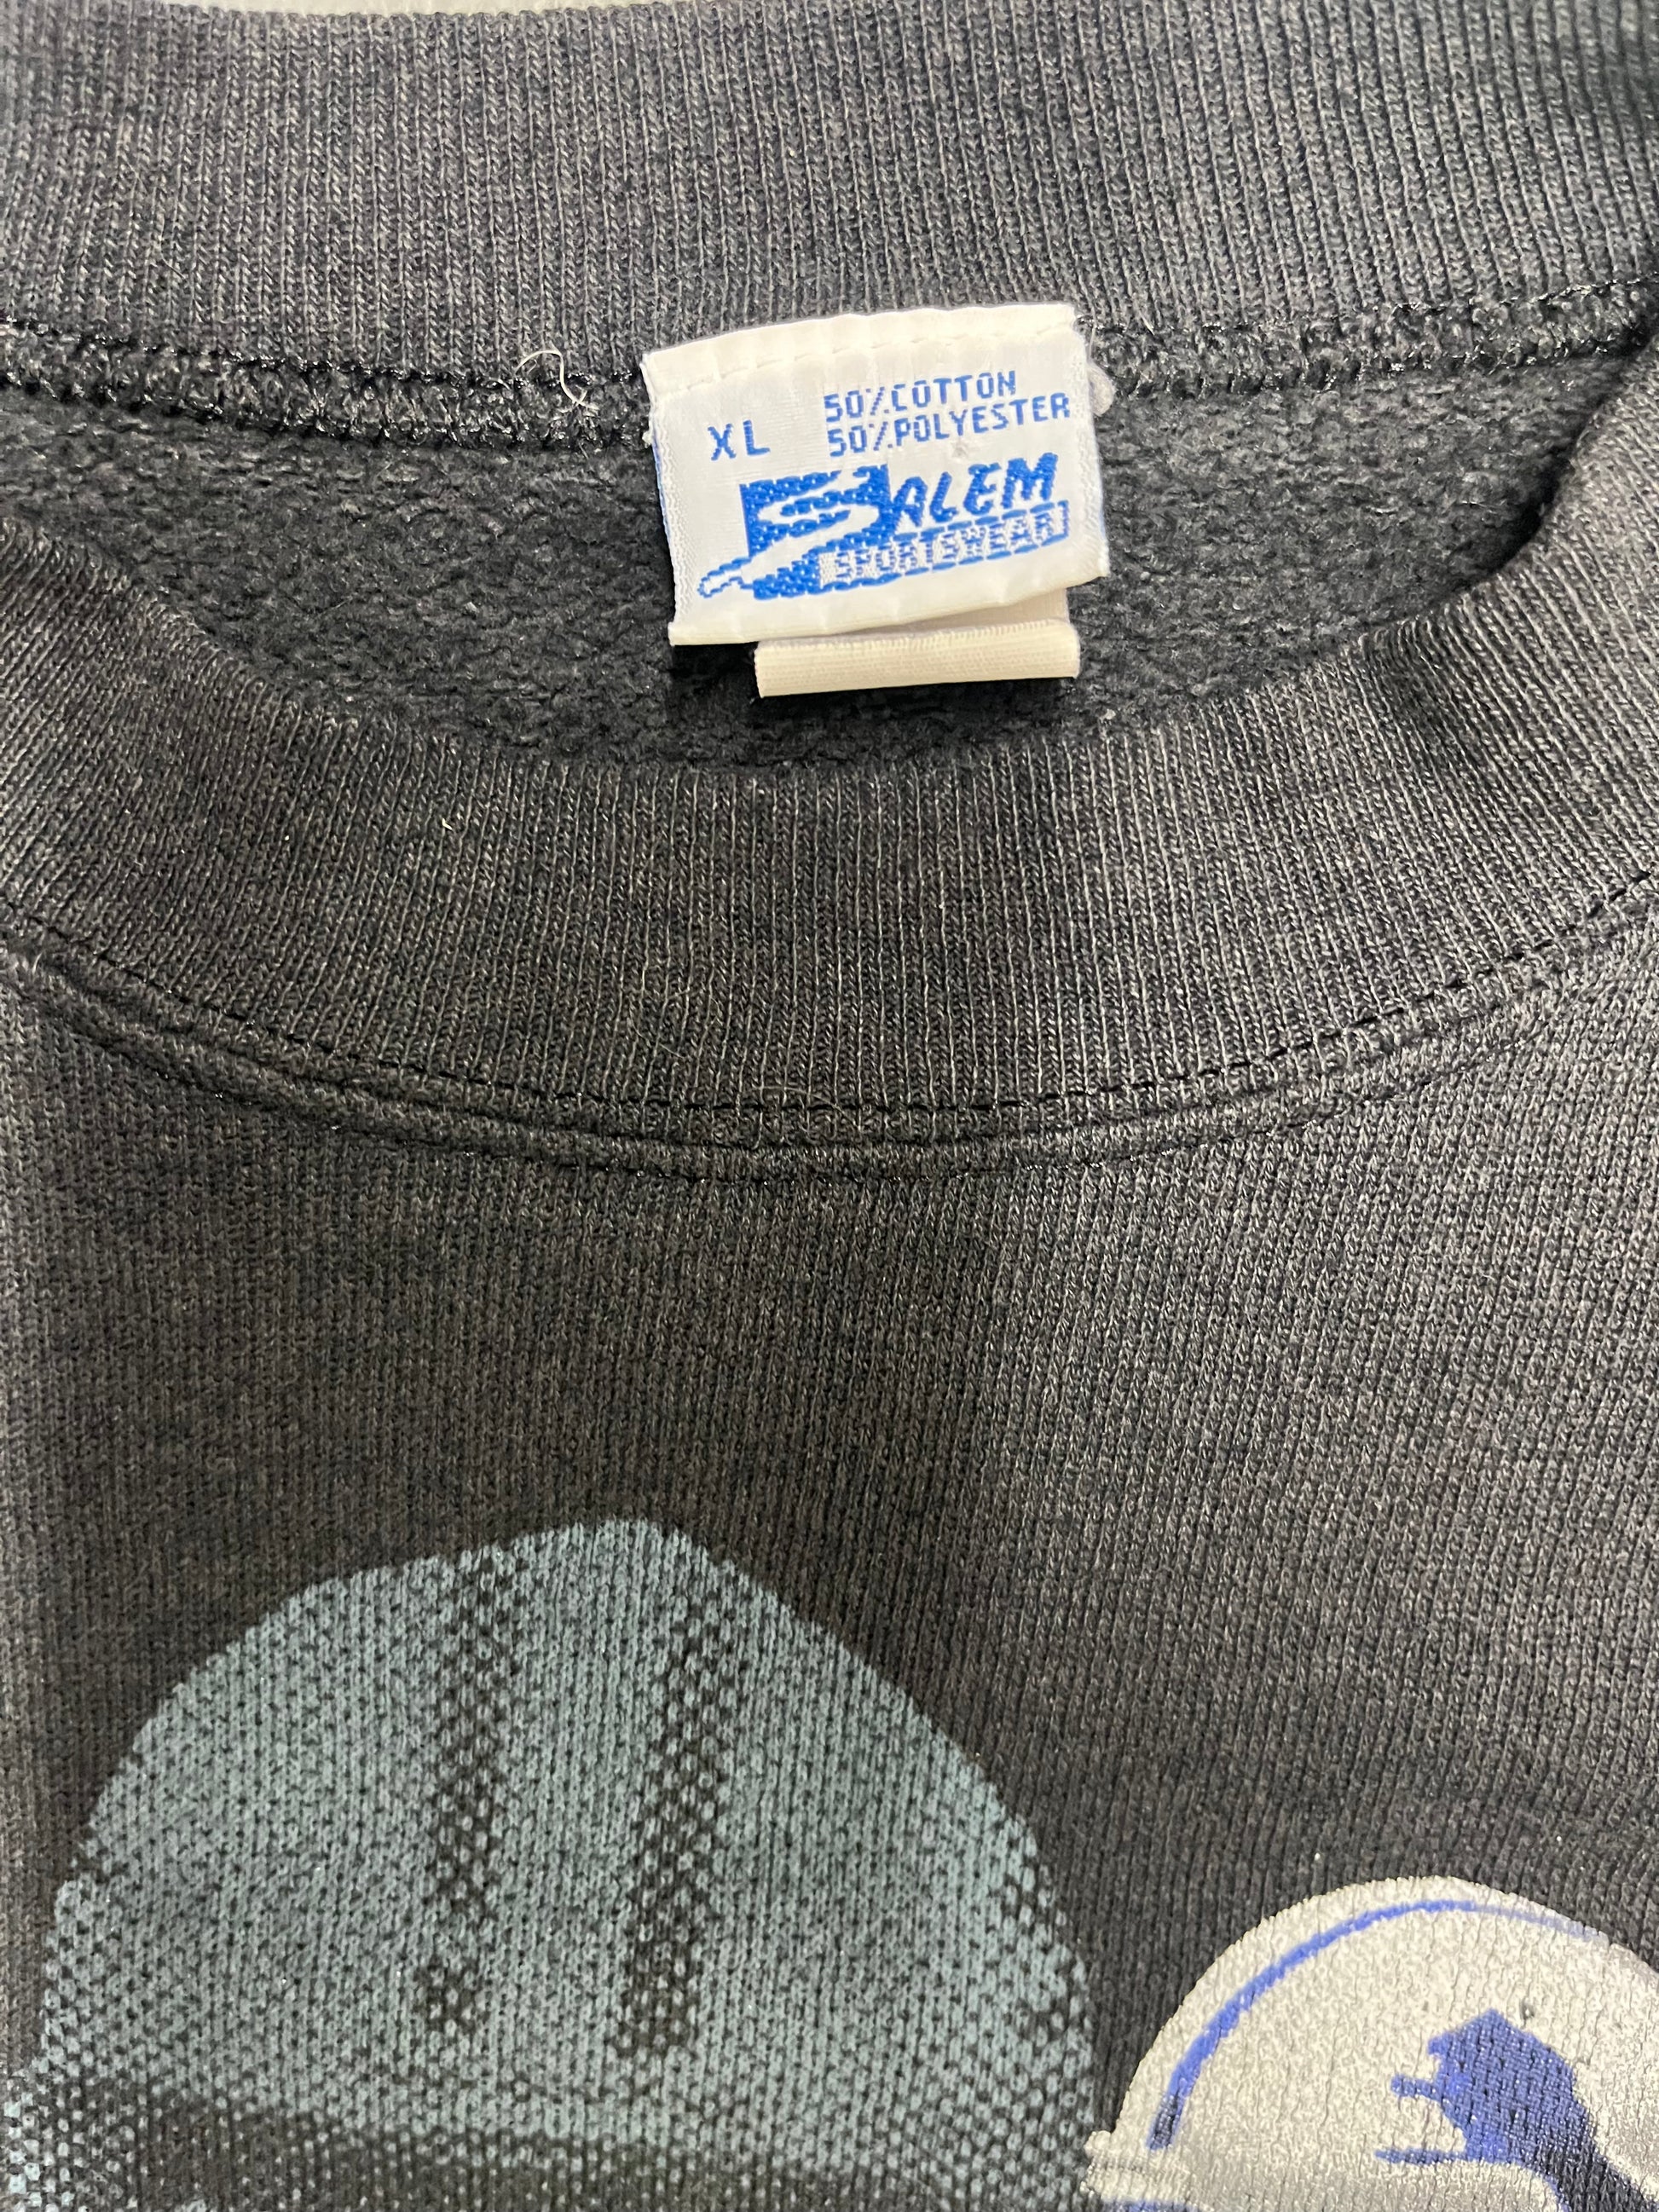 XL
50% COTTON
50% POLYESTER
SALEM
SPORTSWEAR